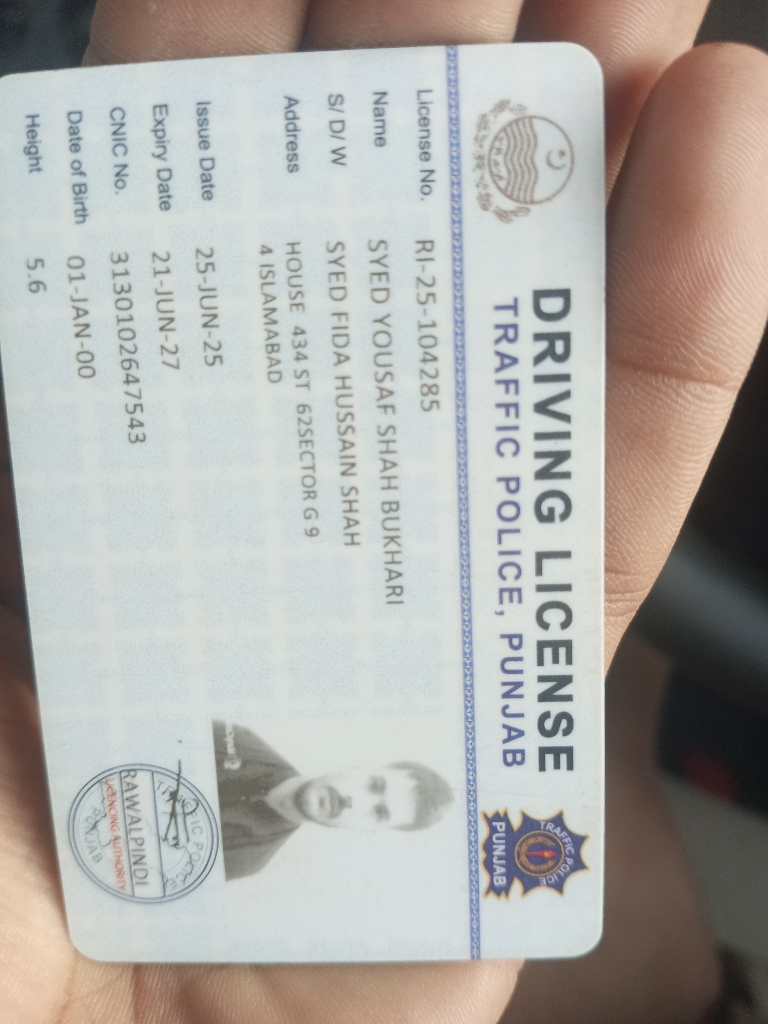 DRIVING LICENSE
TRAFFIC POLICE, PUNJAB
TRAFFIC POLICE
PUNJAB
License No. RI-25-104285
Name SYED YOUSAF SHAH BUKHARI
S/ D/ W SYED FIDA HUSSAIN SHAH
Address HOUSE 434 ST 62SECTOR G 9
4 ISLAMABAD
Issue Date 25-JUN-25
Expiry Date 21-JUN-27
CNIC No. 3130102647543
Date of Birth 01-JAN-00
Height 5.6
RAWALPINDI
LICENCING AUTHORITY
PUNJAB